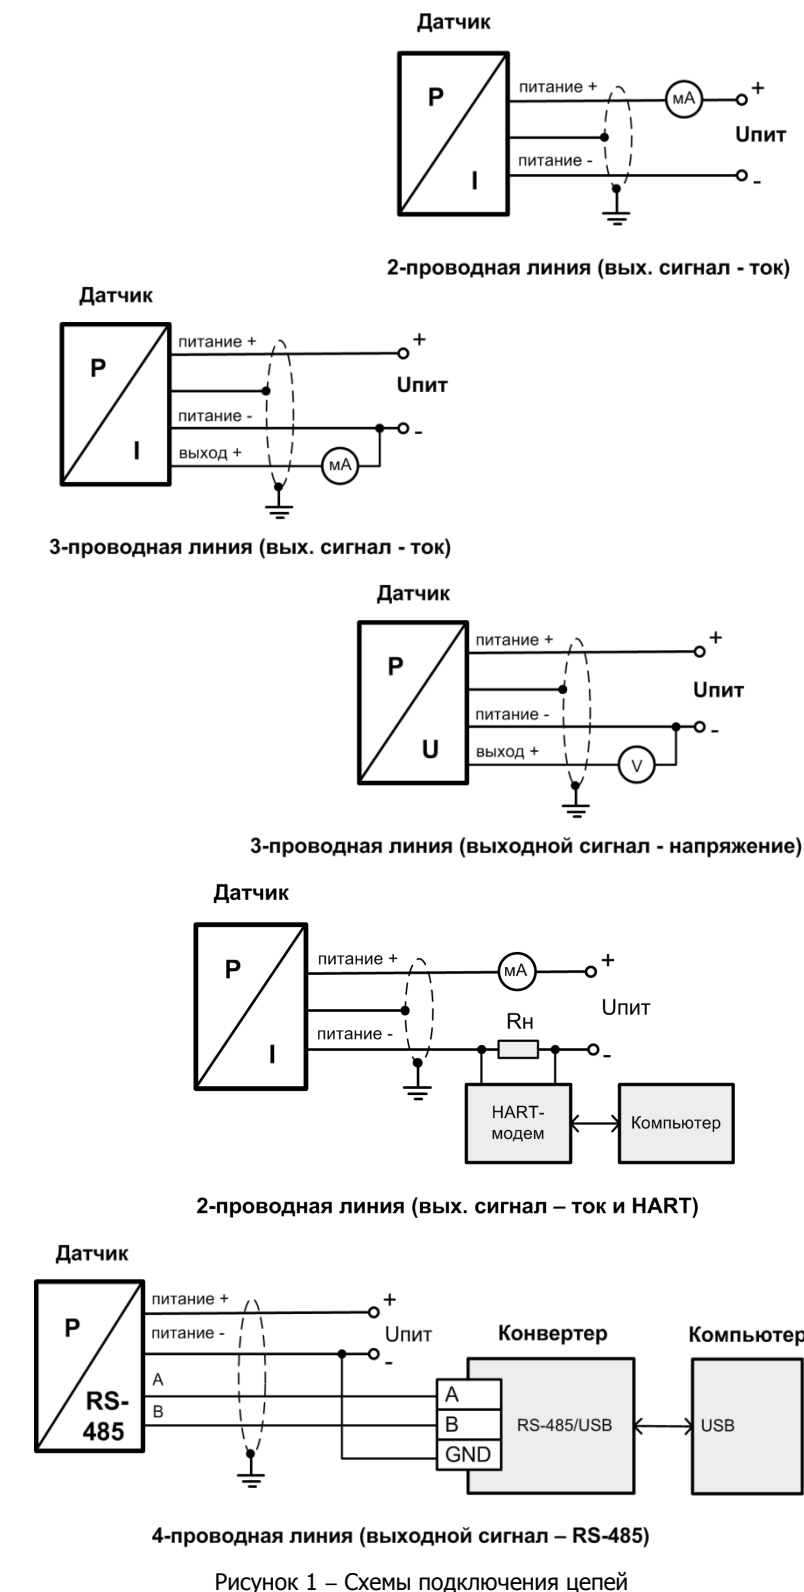 Датчик
P
I
питание +
мА
+
Uпит
питание -
-
2-проводная линия (вых. сигнал - ток)
Датчик
P
I
питание +
+
Uпит
питание -
-
выход +
мА
3-проводная линия (вых. сигнал - ток)
Датчик
P
U
питание +
+
Uпит
питание -
-
выход +
V
3-проводная линия (выходной сигнал - напряжение)
Датчик
P
I
питание +
мА
+
Uпит
питание -
Rн
-
HART-
модем
Компьютер
2-проводная линия (вых. сигнал – ток и HART)
Датчик
P
RS-
485
питание +
+
питание -
Uпит
-
A
B
Конвертер
A
B
GND
RS-485/USB
Компьютер
USB
4-проводная линия (выходной сигнал – RS-485)
Рисунок 1 – Схемы подключения цепей